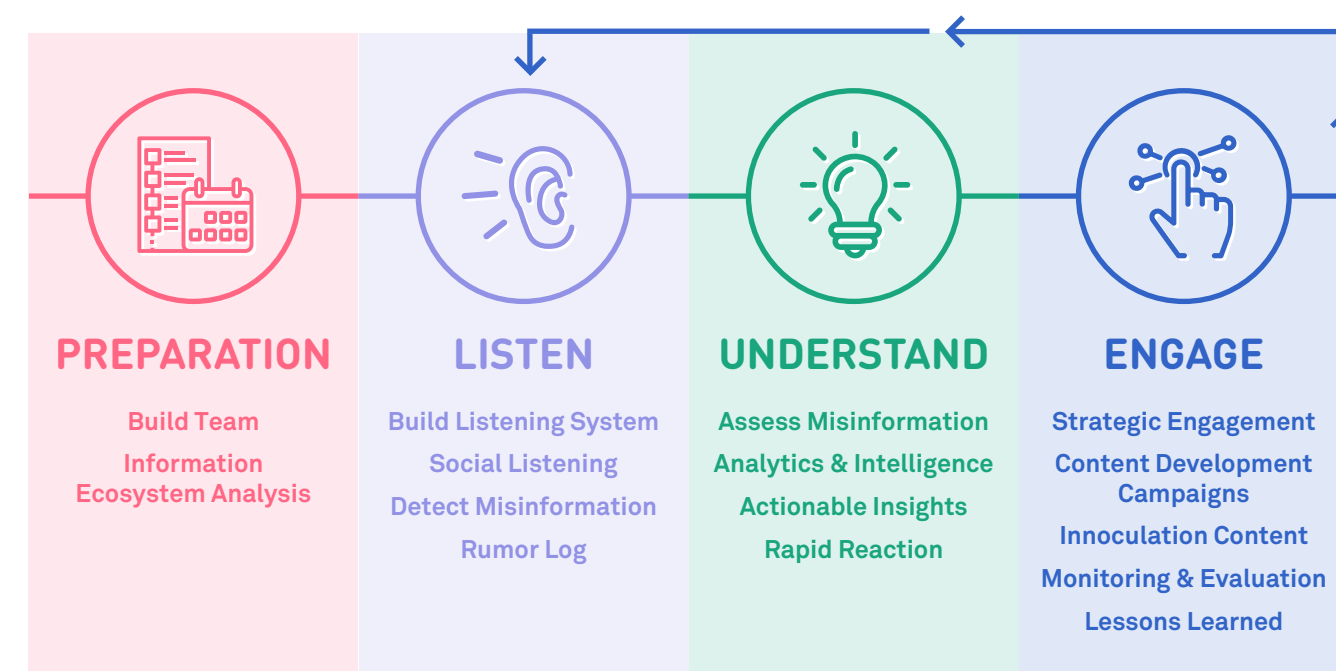 PREPARATION
Build Team
Information
Ecosystem Analysis
LISTEN
Build Listening System
Social Listening
Detect Misinformation
Rumor Log
UNDERSTAND
Assess Misinformation
Analytics & Intelligence
Actionable Insights
Rapid Reaction
ENGAGE
Strategic Engagement
Content Development
Campaigns
Innoculation Content
Monitoring & Evaluation
Lessons Learned